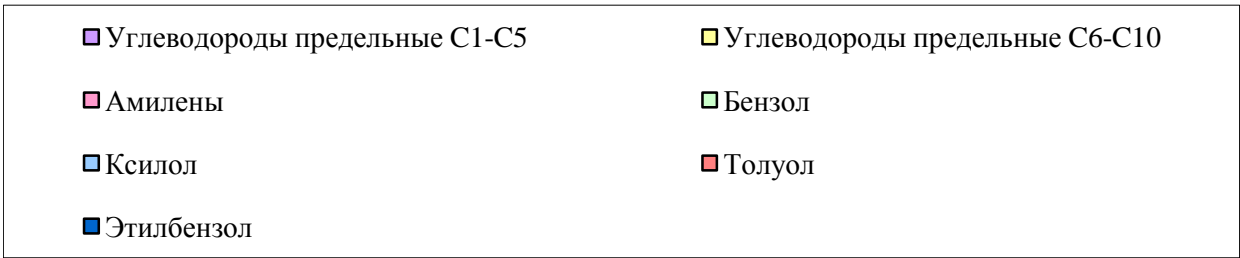 Углеводороды предельные С1-С5 Углеводороды предельные С6-С10
Амилены Бензол
Ксилол Толуол
Этилбензол